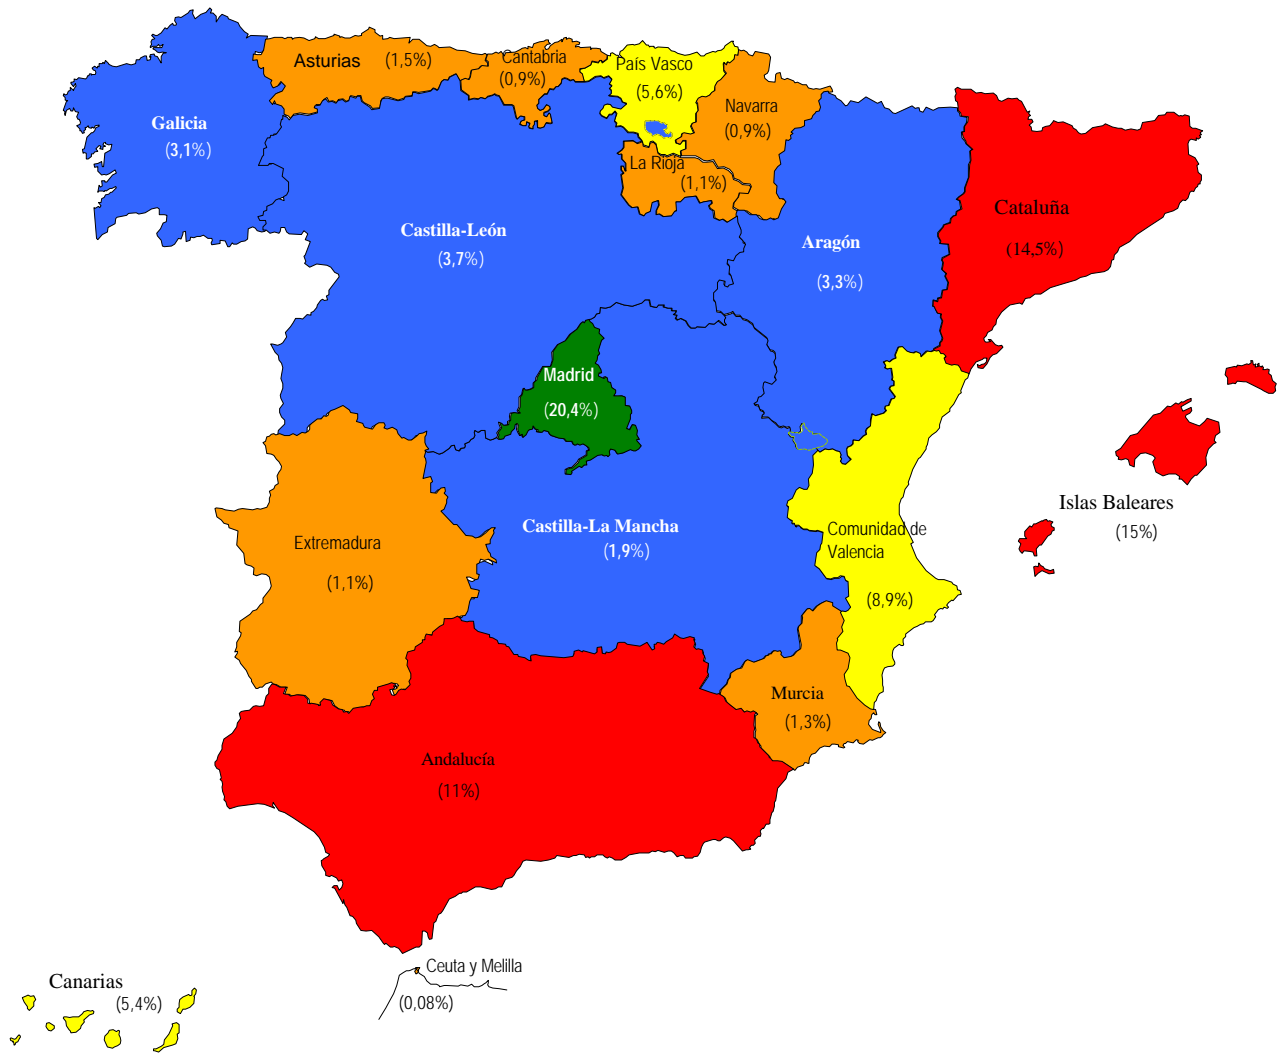 Asturias (1,5%)
Cantabria
(0,9%)
País Vasco
(5,6%)
Navarra
(0,9%)
Galicia
(3,1%)
La Rioja
(1,1%)
Cataluña
(14,5%)
Castilla-León
(3,7%)
Aragón
(3,3%)
Madrid
(20,4%)
Islas Baleares
(15%)
Castilla-La Mancha
(1,9%)
Comunidad de
Valencia
(8,9%)
Extremadura
(1,1%)
Murcia
(1,3%)
Andalucía
(11%)
Ceuta y Melilla
(0,08%)
Canarias
(5,4%)